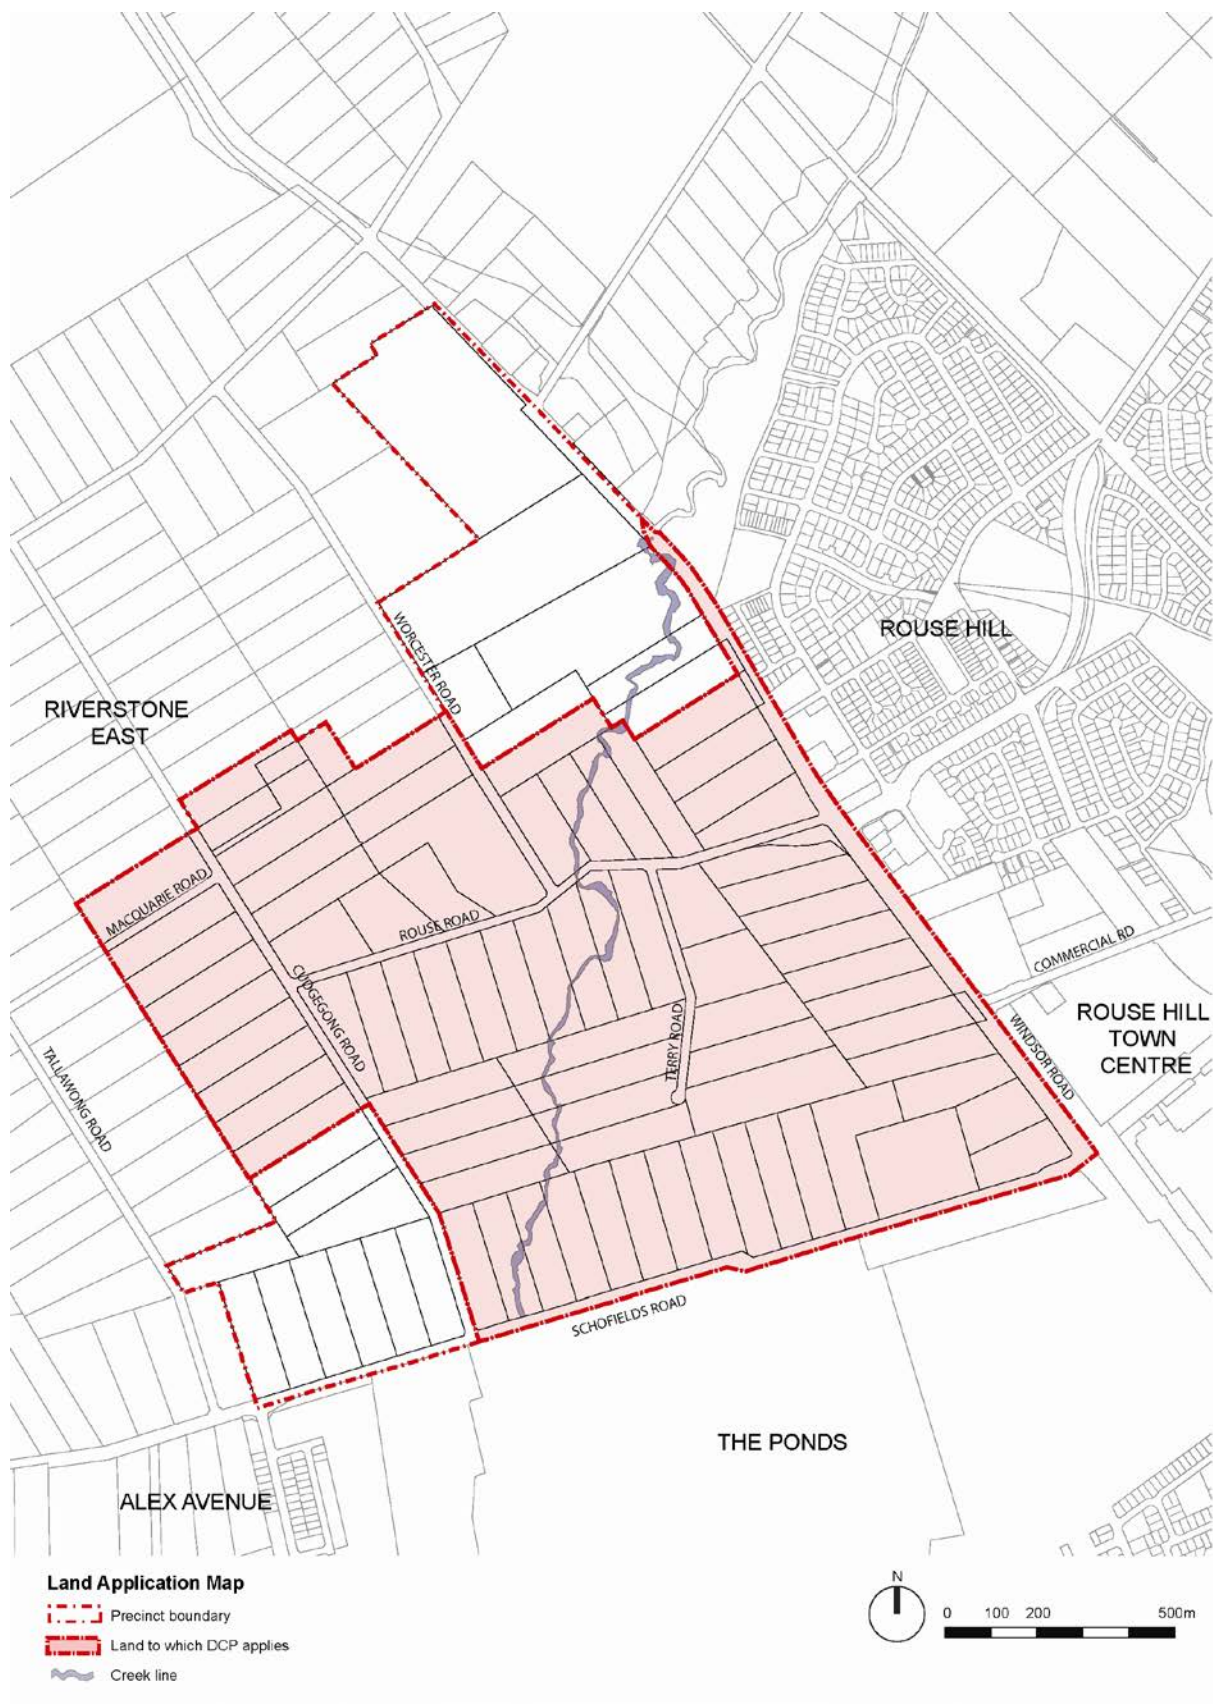 WORCESTER ROAD
ROUSE HILL
RIVERSTONE
EAST
MACQUARIE ROAD
ROUSE ROAD
COMMERCIAL RD
CUDGEGONG ROAD
TERRY ROAD
WINDSOR ROAD
ROUSE HILL
TOWN
CENTRE
TALLAWONG ROAD
SCHOFIELDS ROAD
THE PONDS
ALEX AVENUE
Land Application Map
Precinct boundary
Land to which DCP applies
Creek line
N
0 100 200 500m